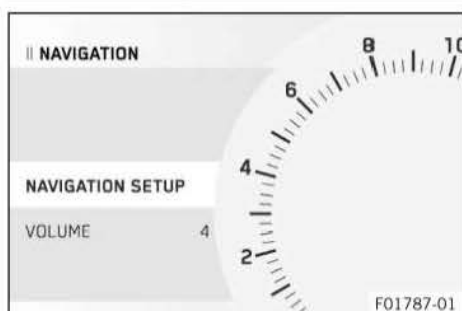 II NAVIGATION
8
10
6
4
NAVIGATION SETUP
VOLUME 4
2
F01787-01